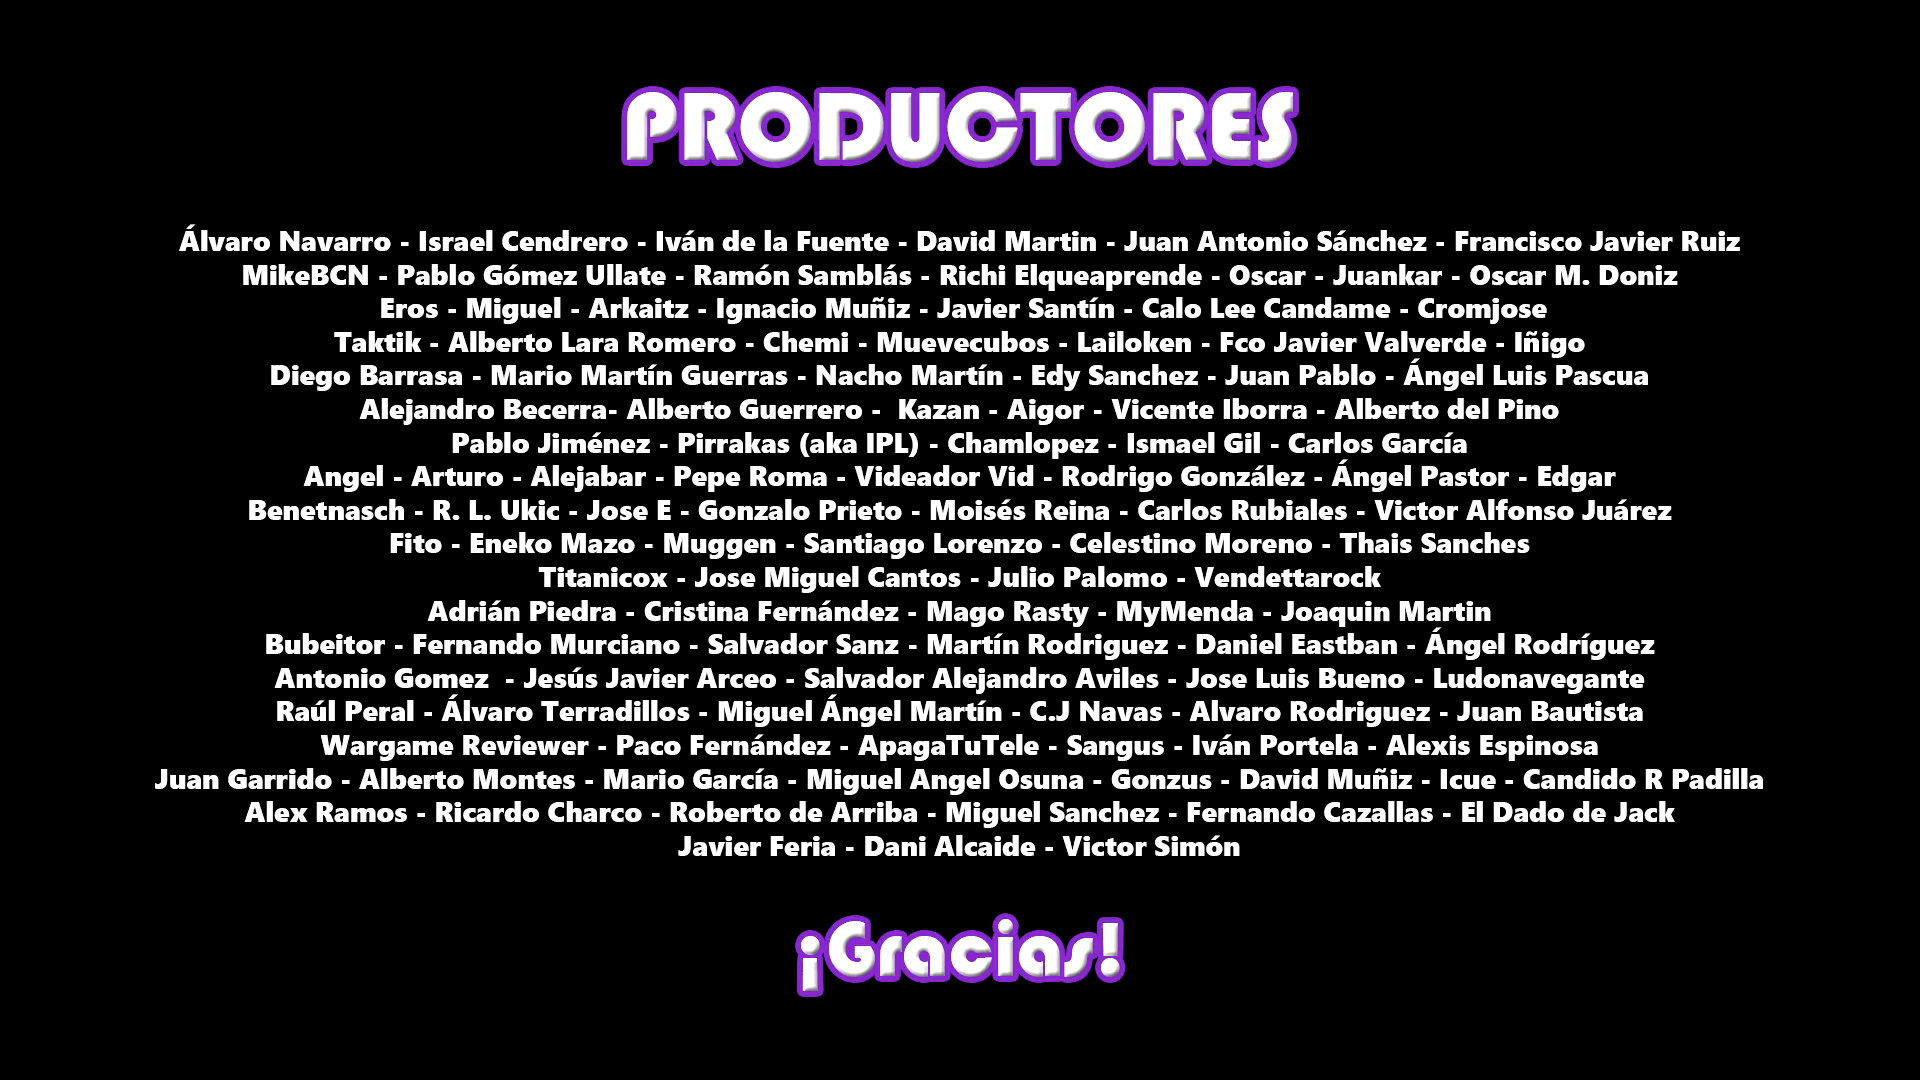 PRODUCTORES
Álvaro Navarro - Israel Cendrero - Iván de la Fuente - David Martin - Juan Antonio Sánchez - Francisco Javier Ruiz
MikeBCN - Pablo Gómez Ullate - Ramón Samblás - Richi Elqueaprende - Oscar - Juankar - Oscar M. Doniz
Eros - Miguel - Arkaitz - Ignacio Muñiz - Javier Santín - Calo Lee Candame - Cromjose
Taktik - Alberto Lara Romero - Chemi - Muevecubos - Lailoken - Fco Javier Valverde - Iñigo
Diego Barrasa - Mario Martín Guerras - Nacho Martín - Edy Sanchez - Juan Pablo - Ángel Luis Pascua
Alejandro Becerra- Alberto Guerrero -  Kazan - Aigor - Vicente Iborra - Alberto del Pino
Pablo Jiménez - Pirrakas (aka IPL) - Chamlopez - Ismael Gil - Carlos García
Angel - Arturo - Alejabar - Pepe Roma - Videador Vid - Rodrigo González - Ángel Pastor - Edgar
Benetnasch - R. L. Ukic - Jose E - Gonzalo Prieto - Moisés Reina - Carlos Rubiales - Victor Alfonso Juárez
Fito - Eneko Mazo - Muggen - Santiago Lorenzo - Celestino Moreno - Thais Sanches
Titanicox - Jose Miguel Cantos - Julio Palomo - Vendettarock
Adrián Piedra - Cristina Fernández - Mago Rasty - MyMenda - Joaquin Martin
Bubeitor - Fernando Murciano - Salvador Sanz - Martín Rodriguez - Daniel Eastban - Ángel Rodríguez
Antonio Gomez  - Jesús Javier Arceo - Salvador Alejandro Aviles - Jose Luis Bueno - Ludonavegante
Raúl Peral - Álvaro Terradillos - Miguel Ángel Martín - C.J Navas - Alvaro Rodriguez - Juan Bautista
Wargame Reviewer - Paco Fernández - ApagaTuTele - Sangus - Iván Portela - Alexis Espinosa
Juan Garrido - Alberto Montes - Mario García - Miguel Angel Osuna - Gonzus - David Muñiz - Icue - Candido R Padilla
Alex Ramos - Ricardo Charco - Roberto de Arriba - Miguel Sanchez - Fernando Cazallas - El Dado de Jack
Javier Feria - Dani Alcaide - Victor Simón
¡Gracias!